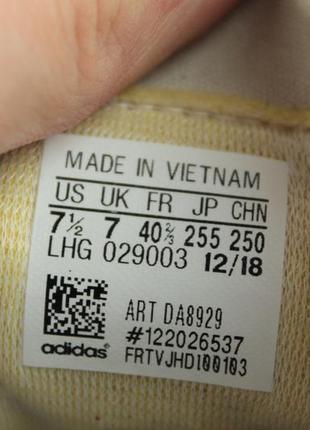 MADE IN VIETNAM
US UK FR JP CHN
7½ 7 40⅔ 255 250
LHG 029003 12/18
ART DA8929
#122026537
adidas FRTVJHDI00103